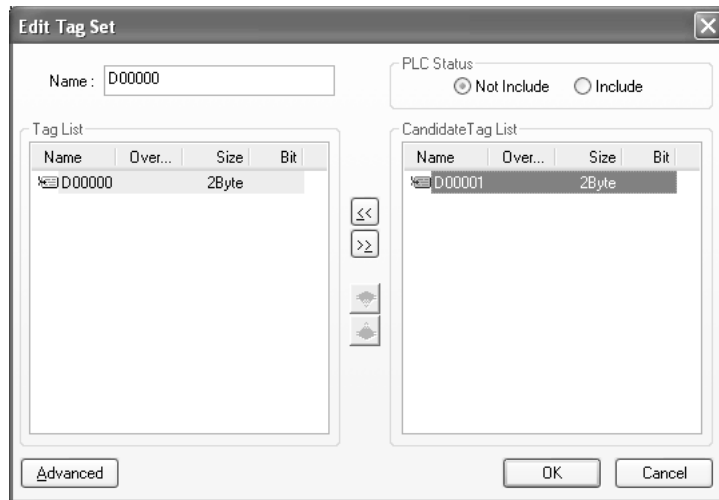 Edit Tag Set
Name : D00000
PLC Status
Not Include Include
Tag List
Name Over... Size Bit
D00000 2Byte
<<
>>
CandidateTag List
Name Over... Size Bit
D00001 2Byte
Advanced
OK Cancel